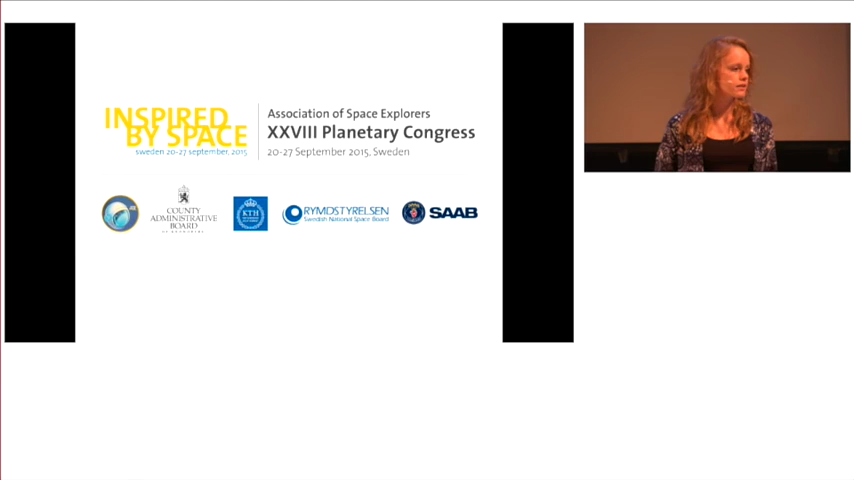 INSPIRED
BY SPACE
sweden 20-27 september, 2015
Association of Space Explorers
XXVIII Planetary Congress
20-27 September 2015, Sweden
COUNTY
ADMINISTRATIVE
BOARD
KTH
RYMDSTYRELSEN
Swedish National Space Board
SAAB